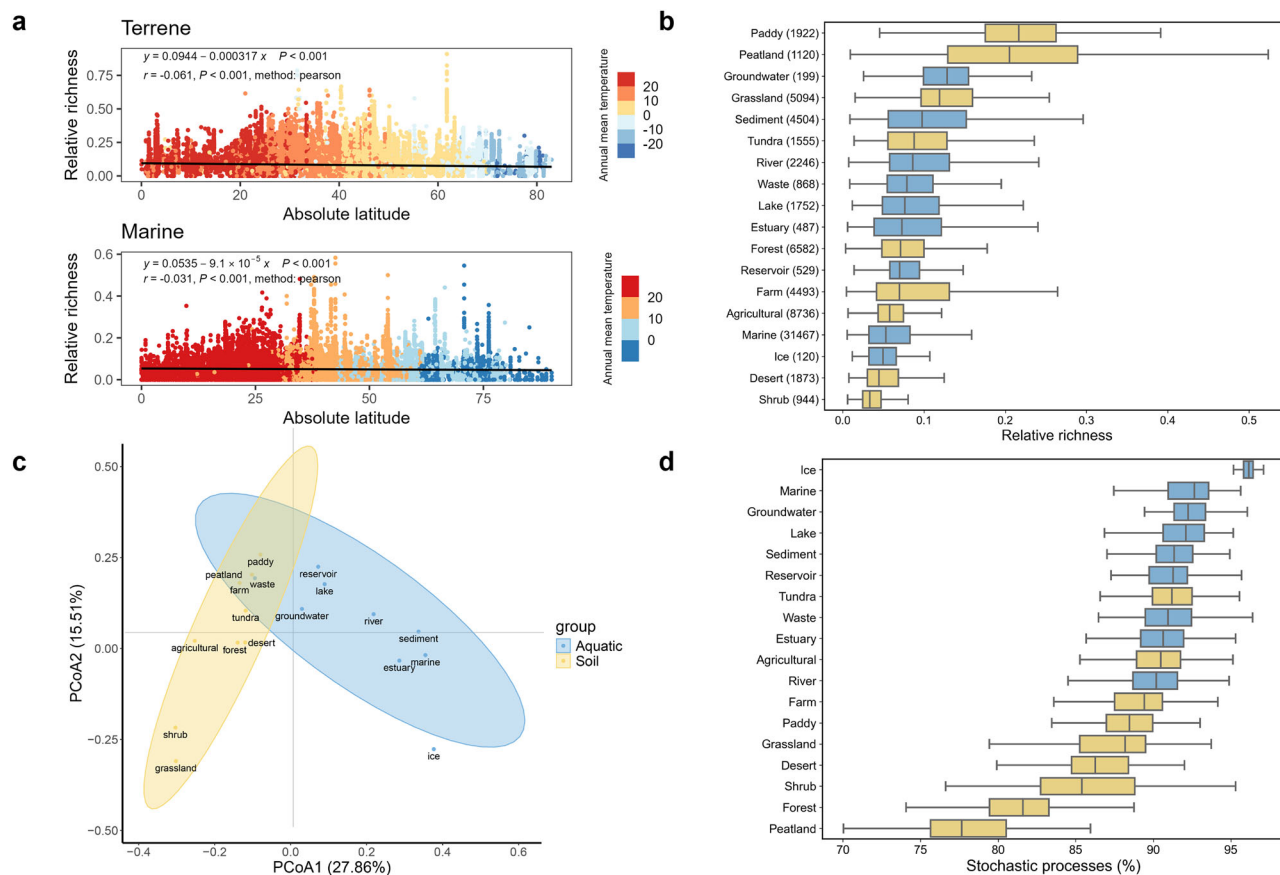 a
Terrene
y = 0.0944 − 0.000317 x P < 0.001
r = -0.061, P < 0.001, method: pearson
Relative richness
0.75
0.50
0.25
0.00
0
20
40
60
80
Absolute latitude
Annual mean temperature
20
10
0
-10
-20
Marine
y = 0.0535 − 9.1 × 10⁻⁵ x P < 0.001
r = -0.031, P < 0.001, method: pearson
Relative richness
0.6
0.4
0.2
0.0
0
25
50
75
Absolute latitude
Annual mean temperature
20
10
0
b
Paddy (1922)
Peatland (1120)
Groundwater (199)
Grassland (5094)
Sediment (4504)
Tundra (1555)
River (2246)
Waste (868)
Lake (1752)
Estuary (487)
Forest (6582)
Reservoir (529)
Farm (4493)
Agricultural (8736)
Marine (31467)
Ice (120)
Desert (1873)
Shrub (944)
0.0
0.1
0.2
0.3
0.4
0.5
Relative richness
c
PCoA2 (15.51%)
0.50
0.25
0.00
−0.25
−0.50
paddy
peatland
waste
farm
reservoir
lake
tundra
groundwater
river
agricultural
forest
desert
sediment
estuary
marine
shrub
grassland
ice
−0.4
−0.2
0.0
0.2
0.4
0.6
PCoA1 (27.86%)
group
Aquatic
Soil
d
Ice
Marine
Groundwater
Lake
Sediment
Reservoir
Tundra
Waste
Estuary
Agricultural
River
Farm
Paddy
Grassland
Desert
Shrub
Forest
Peatland
70
75
80
85
90
95
Stochastic processes (%)